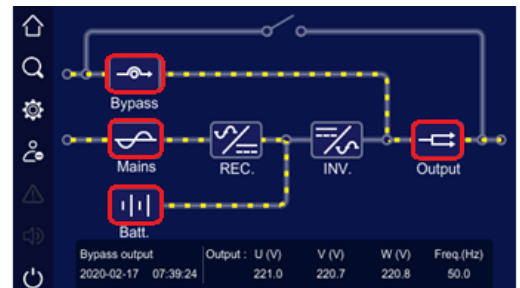 Bypass
Mains
REC.
INV.
Output
Batt.
Bypass output
2020-02-17 07:39:24
Output : U (V) V (V) W (V) Freq.(Hz)
221.0 220.7 220.8 50.0